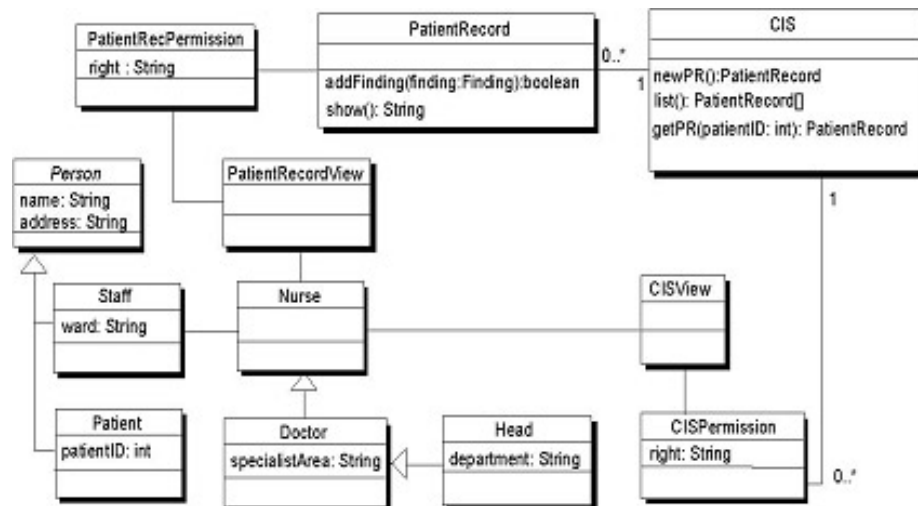 PatientRecPermission
right : String
PatientRecord
addFinding(finding:Finding):boolean
show(): String
0..*
1
CIS
newPR():PatientRecord
list(): PatientRecord[]
getPR(patientID: int): PatientRecord
1
Person
name: String
address: String
PatientRecordView
Staff
ward: String
Nurse
CISView
Patient
patientID: int
Doctor
specialistArea: String
Head
department: String
CISPermission
right: String
0..*